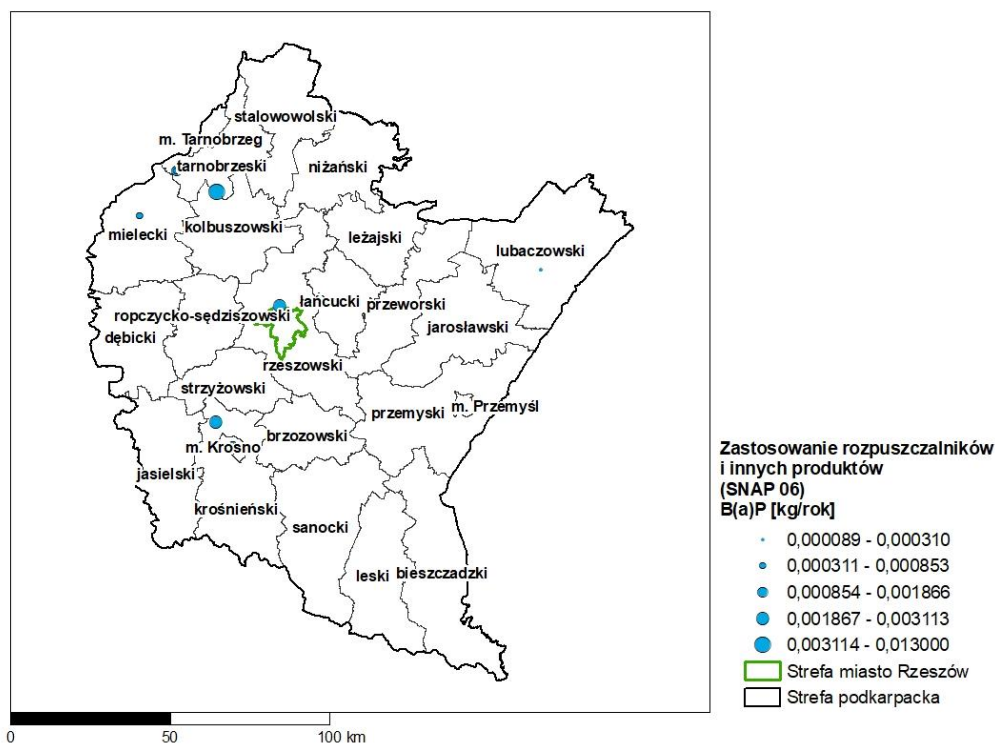 stalowowolski
m. Tarnobrzeg
tarnobrzeski
niżański
kolbuszowski
mielecki
leżajski
lubaczowski
łańcucki
przeworski
ropczycko-sędziszowski
jarosławski
dębicki
rzeszowski
strzyżowski
przemyski
m. Przemyśl
brzozowski
m. Krosno
jasielski
krośnieński
sanocki
leski
bieszczadzki
Zastosowanie rozpuszczalników
i innych produktów
(SNAP 06)
B(a)P [kg/rok]
0,000089 - 0,000310
0,000311 - 0,000853
0,000854 - 0,001866
0,001867 - 0,003113
0,003114 - 0,013000
Strefa miasto Rzeszów
Strefa podkarpacka
0 50 100 km